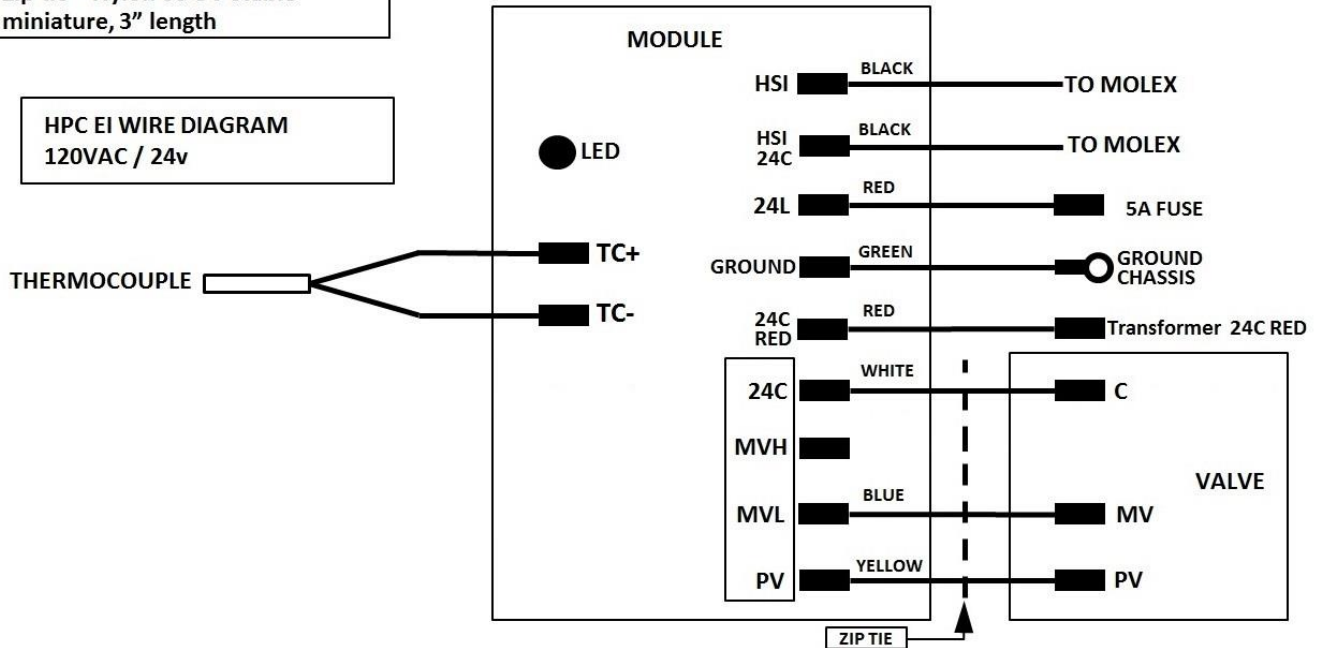 miniature, 3” length
HPC EI WIRE DIAGRAM
120VAC / 24v
MODULE
LED
THERMOCOUPLE
TC+
TC-
HSI
BLACK
TO MOLEX
HSI
24C
BLACK
TO MOLEX
24L
RED
5A FUSE
GROUND
GREEN
GROUND
CHASSIS
24C
RED
RED
Transformer 24C RED
24C
WHITE
C
MVH
VALVE
MVL
BLUE
MV
PV
YELLOW
PV
ZIP TIE